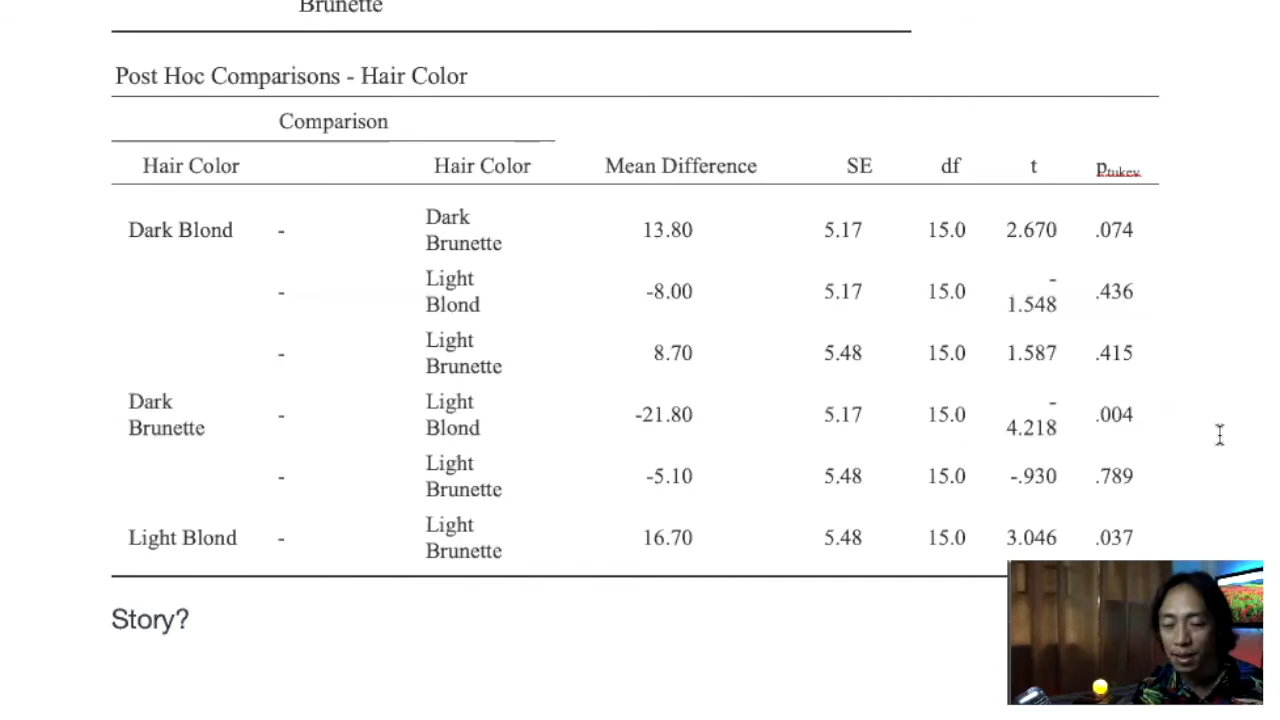 Brunette
Post Hoc Comparisons - Hair Color
Comparison
Hair Color Hair Color Mean Difference SE df t ptukey
Dark Blond - Dark Brunette 13.80 5.17 15.0 2.670 .074
- Light Blond -8.00 5.17 15.0 -1.548 .436
- Light Brunette 8.70 5.48 15.0 1.587 .415
Dark Brunette - Light Blond -21.80 5.17 15.0 -4.218 .004
- Light Brunette -5.10 5.48 15.0 -.930 .789
Light Blond - Light Brunette 16.70 5.48 15.0 3.046 .037
Story?